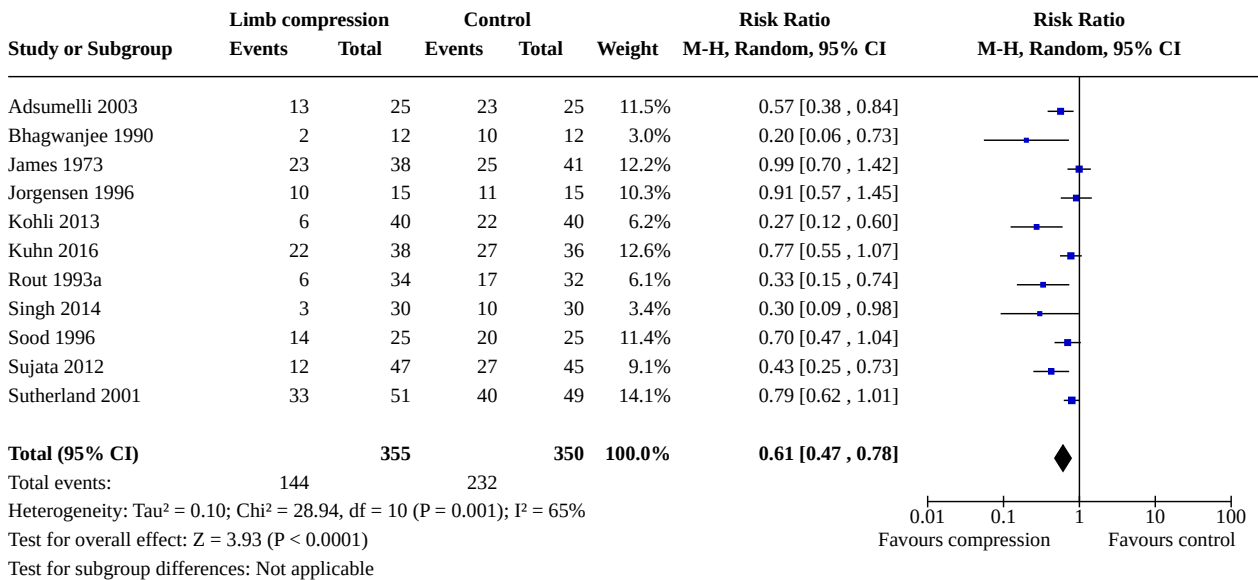 Limb compression Control Risk Ratio Risk Ratio
Study or Subgroup Events Total Events Total Weight M-H, Random, 95% CI M-H, Random, 95% CI
Adsumelli 2003 13 25 23 25 11.5% 0.57 [0.38 , 0.84]
Bhagwanjee 1990 2 12 10 12 3.0% 0.20 [0.06 , 0.73]
James 1973 23 38 25 41 12.2% 0.99 [0.70 , 1.42]
Jorgensen 1996 10 15 11 15 10.3% 0.91 [0.57 , 1.45]
Kohli 2013 6 40 22 40 6.2% 0.27 [0.12 , 0.60]
Kuhn 2016 22 38 27 36 12.6% 0.77 [0.55 , 1.07]
Rout 1993a 6 34 17 32 6.1% 0.33 [0.15 , 0.74]
Singh 2014 3 30 10 30 3.4% 0.30 [0.09 , 0.98]
Sood 1996 14 25 20 25 11.4% 0.70 [0.47 , 1.04]
Sujata 2012 12 47 27 45 9.1% 0.43 [0.25 , 0.73]
Sutherland 2001 33 51 40 49 14.1% 0.79 [0.62 , 1.01]
Total (95% CI) 355 350 100.0% 0.61 [0.47 , 0.78]
Total events: 144 232
Heterogeneity: Tau² = 0.10; Chi² = 28.94, df = 10 (P = 0.001); I² = 65%
Test for overall effect: Z = 3.93 (P < 0.0001)
Test for subgroup differences: Not applicable
0.01 0.1 1 10 100
Favours compression Favours control